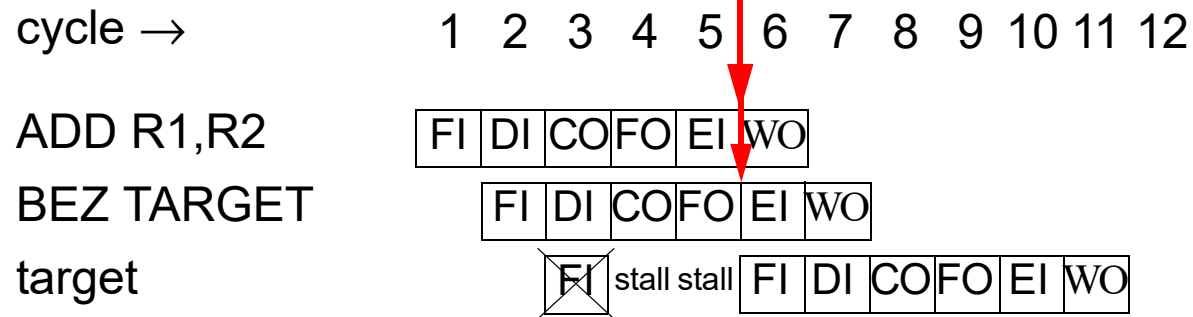 cycle → 1 2 3 4 5 6 7 8 9 10 11 12
ADD R1,R2 FI DI CO FO EI WO
BEZ TARGET FI DI CO FO EI WO
target FI stall stall FI DI CO FO EI WO